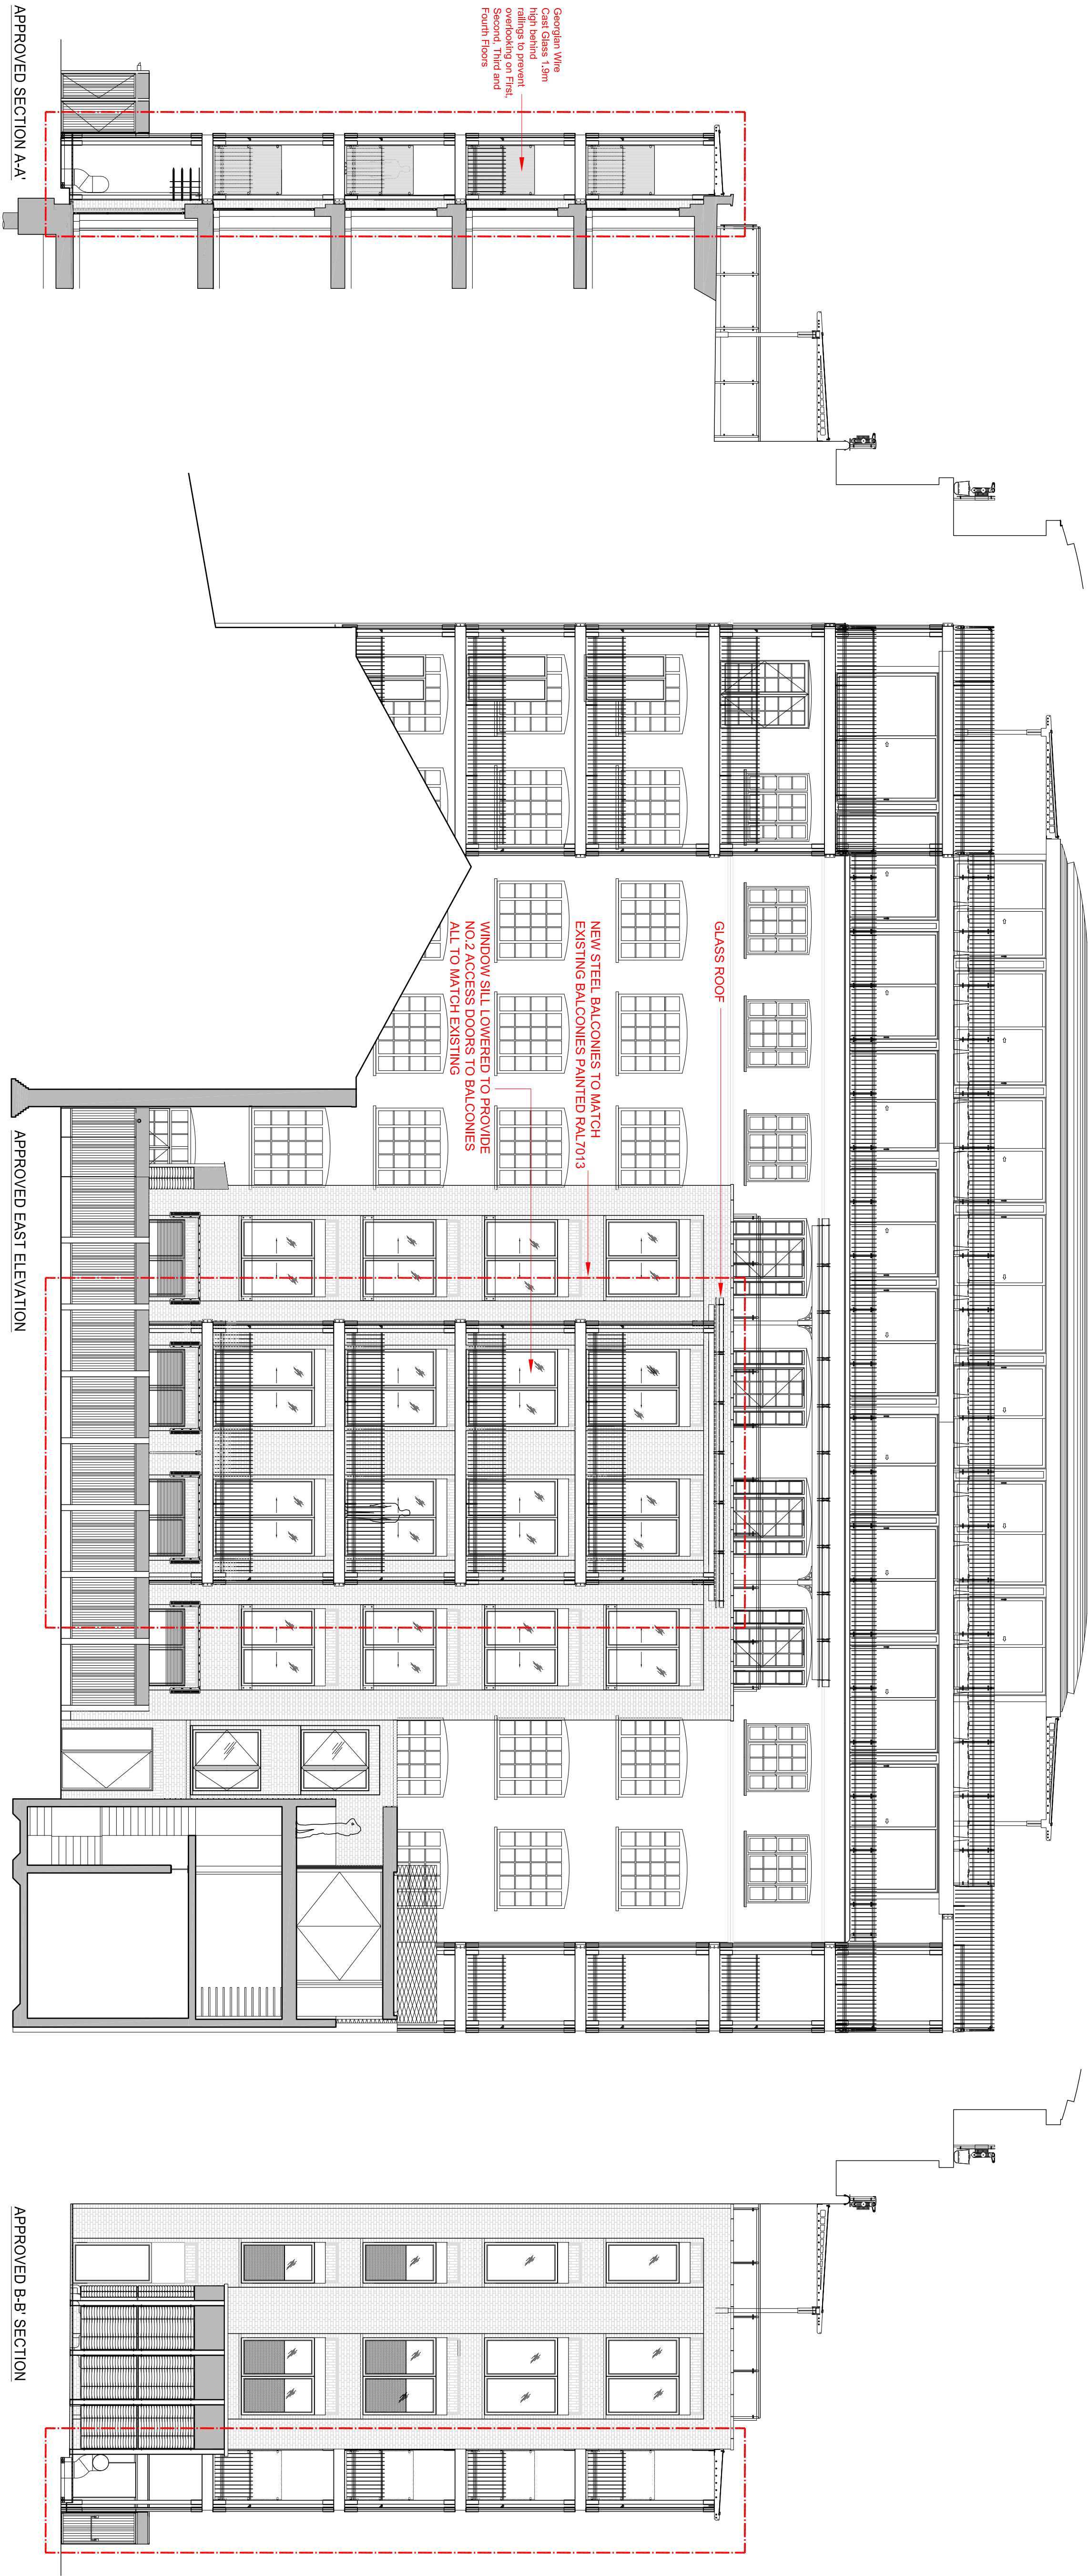 Georgian Wire
Cast Glass 1.9m
high behind
railings to prevent
overlooking on First,
Second, Third and
Fourth Floors
APPROVED SECTION A-A'
GLASS ROOF
NEW STEEL BALCONIES TO MATCH
EXISTING BALCONIES PAINTED RAL7013
WINDOW SILL LOWERED TO PROVIDE
NO.2 ACCESS DOORS TO BALCONIES
ALL TO MATCH EXISTING
APPROVED EAST ELEVATION
APPROVED B-B' SECTION